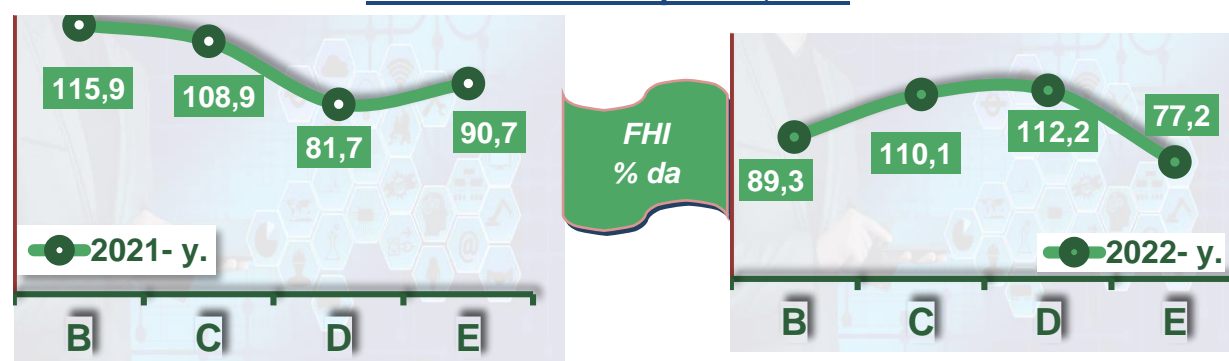 115,9
108,9
81,7
90,7
2021- y.
B
C
D
E
FHI
% da
89,3
110,1
112,2
77,2
2022- y.
B
C
D
E